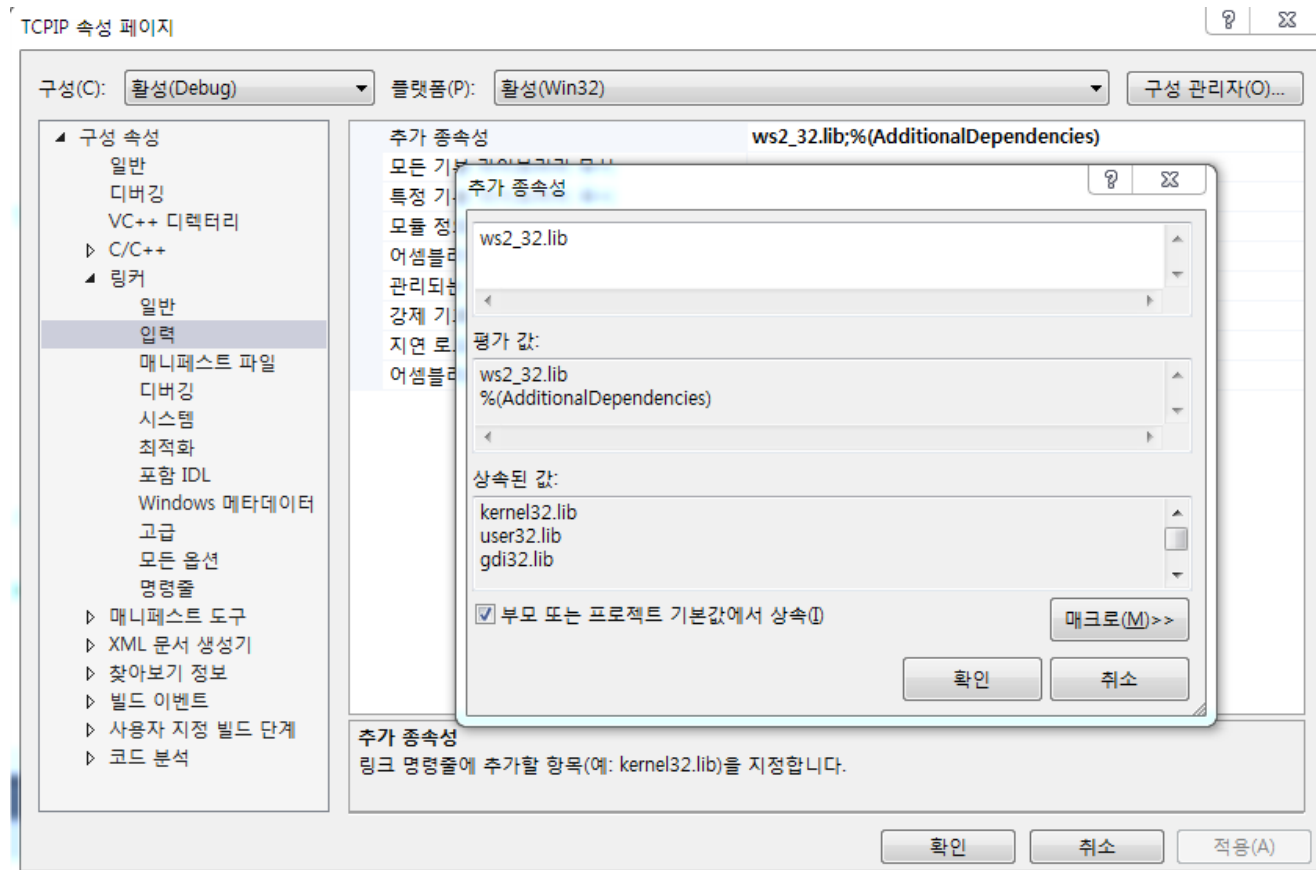 TCPIP 속성 페이지
구성(C): 활성(Debug) 플랫폼(P): 활성(Win32) 구성 관리자(O)...
구성 속성
일반
디버깅
VC++ 디렉터리
C/C++
링커
일반
입력
매니페스트 파일
디버깅
시스템
최적화
포함 IDL
Windows 메타데이터
고급
모든 옵션
명령줄
매니페스트 도구
XML 문서 생성기
찾아보기 정보
빌드 이벤트
사용자 지정 빌드 단계
코드 분석
추가 종속성 ws2_32.lib;%(AdditionalDependencies)
모든 기본
특정 기
모듈 정
어셈블리
관리되는
강제 기
지연 로
어셈블리
추가 종속성
ws2_32.lib
평가 값:
ws2_32.lib
%(AdditionalDependencies)
상속된 값:
kernel32.lib
user32.lib
gdi32.lib
부모 또는 프로젝트 기본값에서 상속(I)
매크로(M)>>
확인 취소
추가 종속성
링크 명령줄에 추가할 항목(예: kernel32.lib)을 지정합니다.
확인 취소 적용(A)